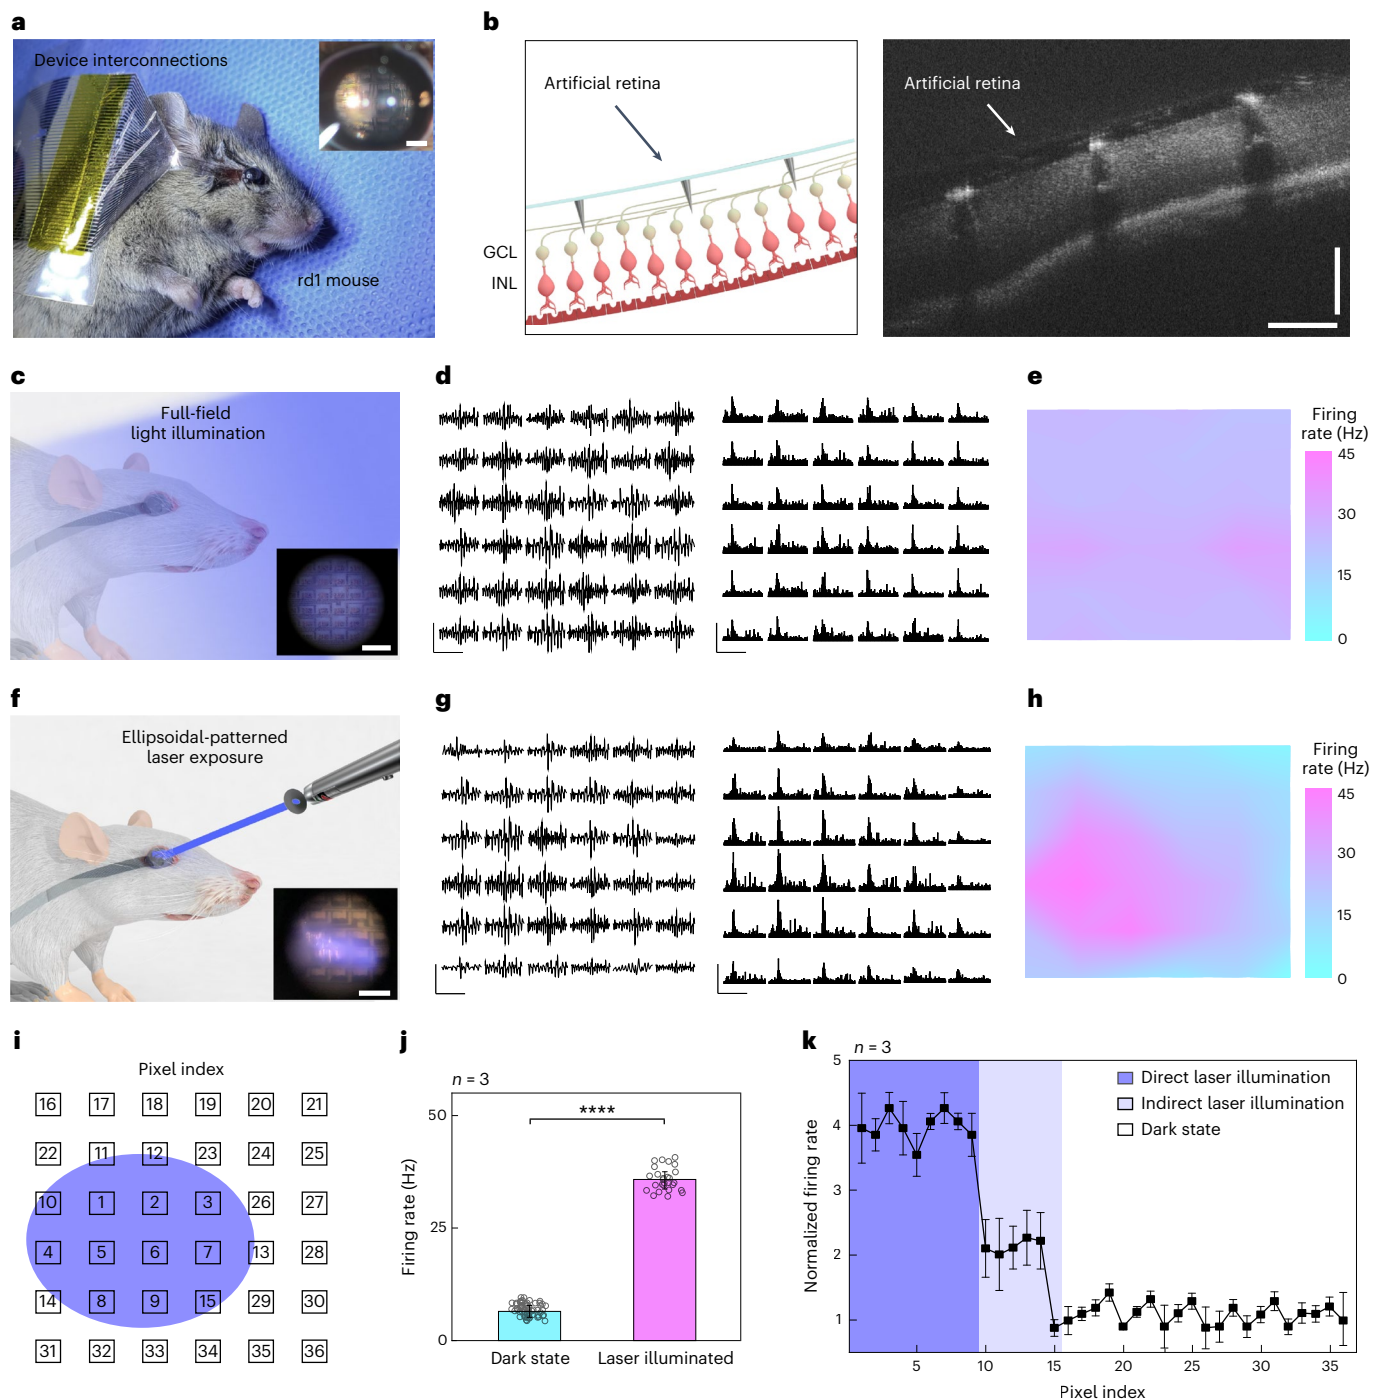 a
Device interconnections
rd1 mouse
b
Artificial retina
GCL
INL
Artificial retina
c
Full-field
light illumination
d
e
Firing
rate (Hz)
45
30
15
0
f
Ellipsoidal-patterned
laser exposure
g
h
Firing
rate (Hz)
45
30
15
0
i
Pixel index
16 17 18 19 20 21
22 11 12 23 24 25
10 1 2 3 26 27
4 5 6 7 13 28
14 8 9 15 29 30
31 32 33 34 35 36
j
n = 3
****
50
25
0
Firing rate (Hz)
Dark state Laser illuminated
k
n = 3
5
4
3
2
1
Normalized firing rate
Direct laser illumination
Indirect laser illumination
Dark state
5 10 15 20 25 30 35
Pixel index